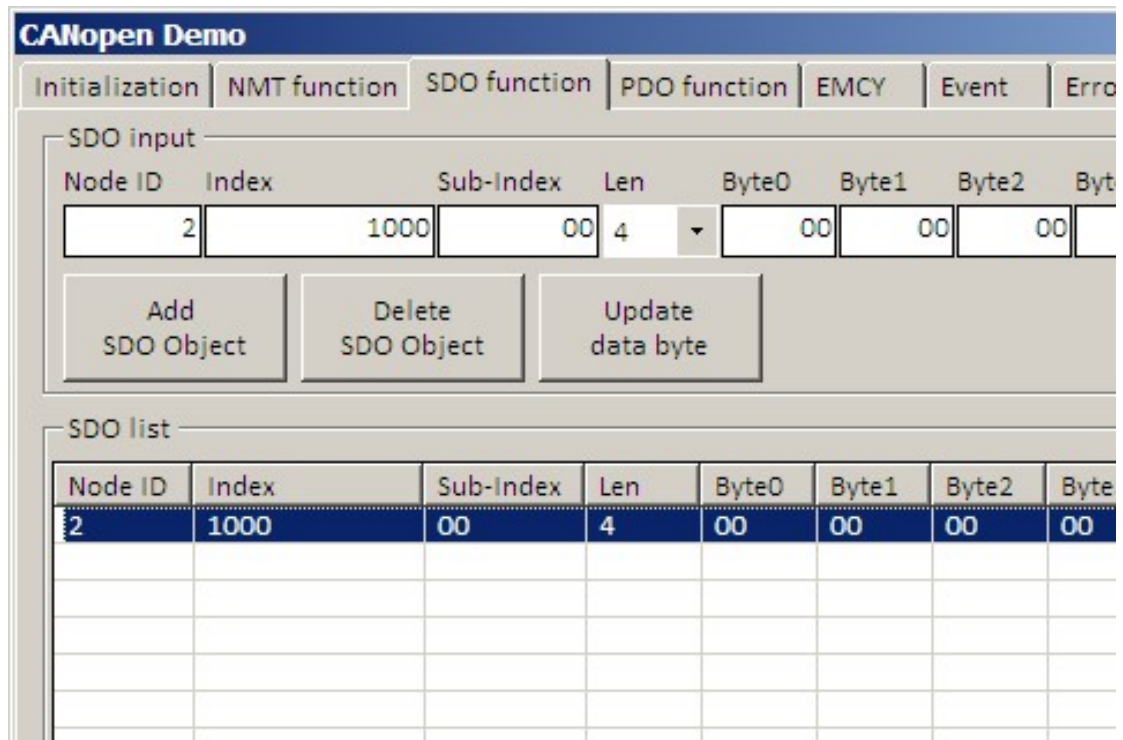 CANopen Demo
Initialization NMT function SDO function PDO function EMCY Event Erro
SDO input
Node ID Index Sub-Index Len Byte0 Byte1 Byte2 Byt
2 1000 00 4 00 00 00
Add Delete Update
SDO Object SDO Object data byte
SDO list
Node ID Index Sub-Index Len Byte0 Byte1 Byte2 Byte
2 1000 00 4 00 00 00 00